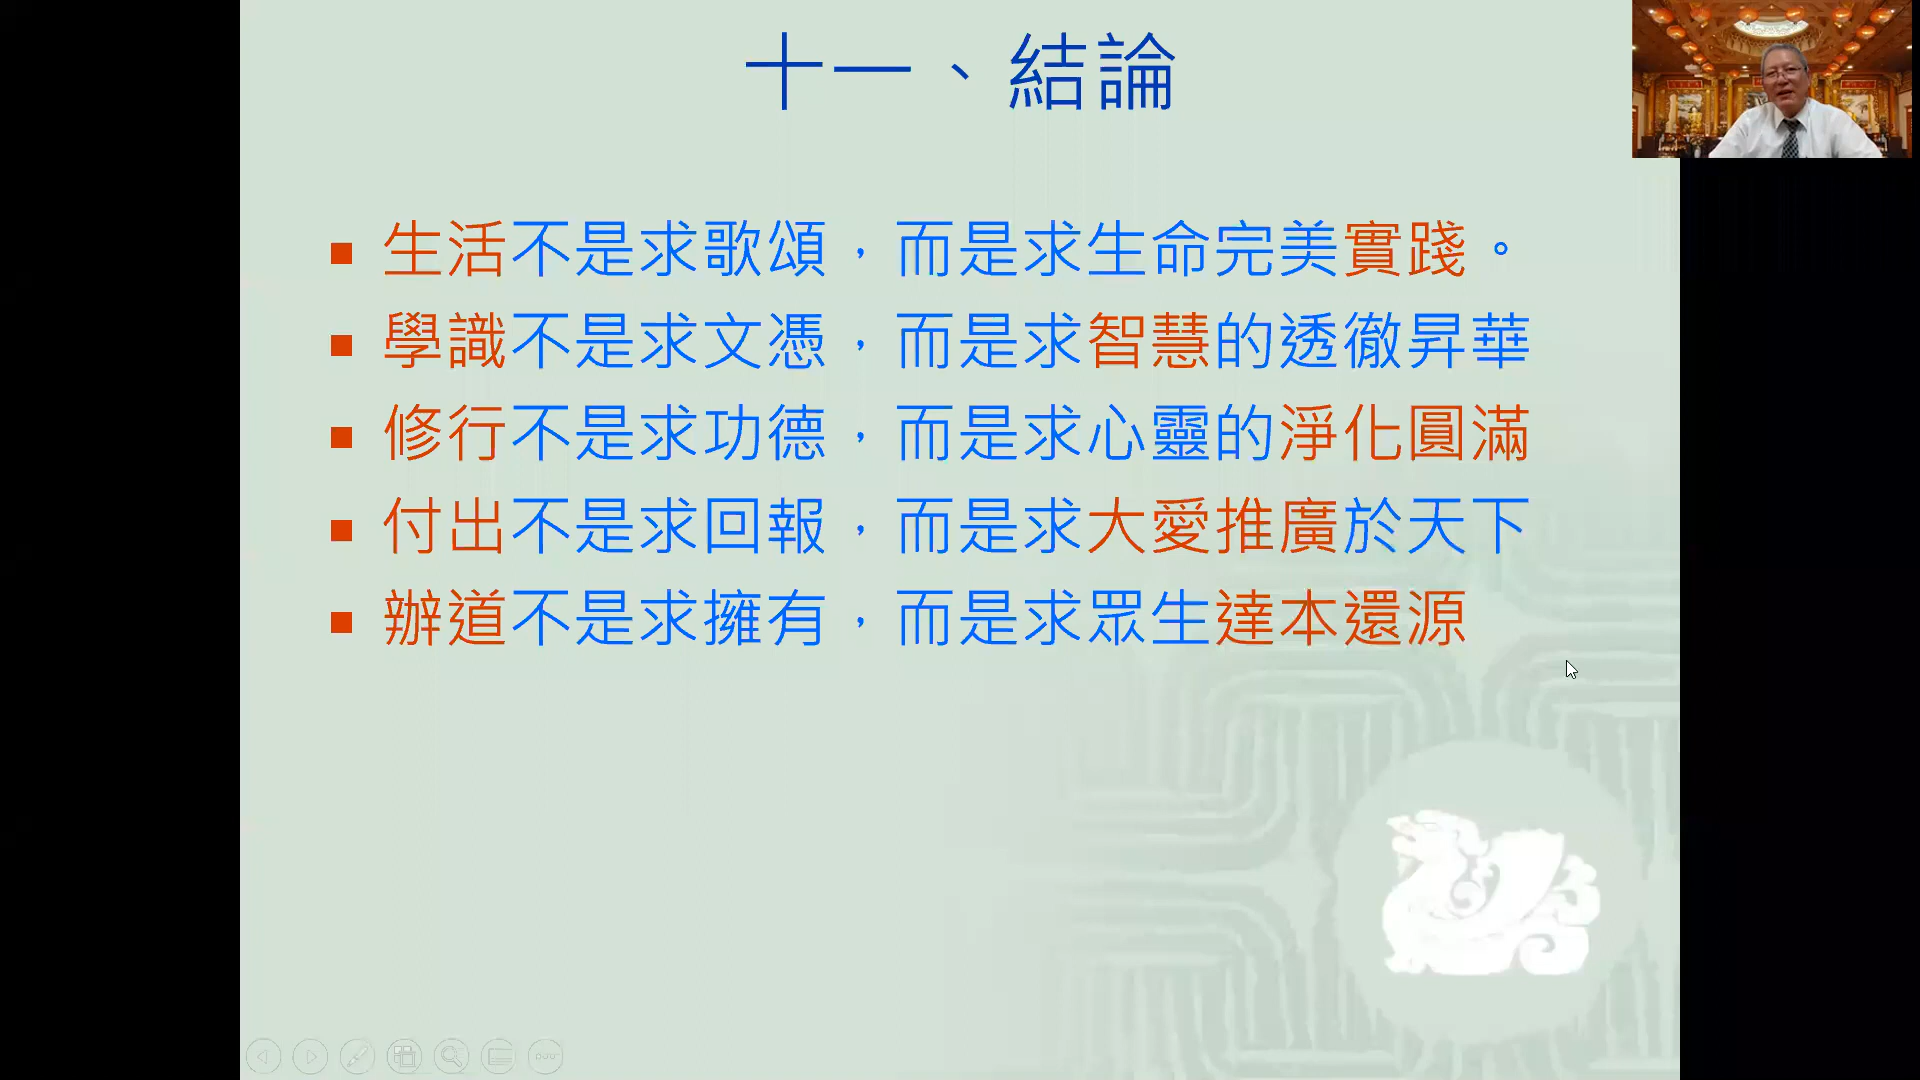 十一、結論
生活不是求歌頌，而是求生命完美實踐。
學識不是求文憑，而是求智慧的透徹昇華
修行不是求功德，而是求心靈的淨化圓滿
付出不是求回報，而是求大愛推廣於天下
辦道不是求擁有，而是求眾生達本還源